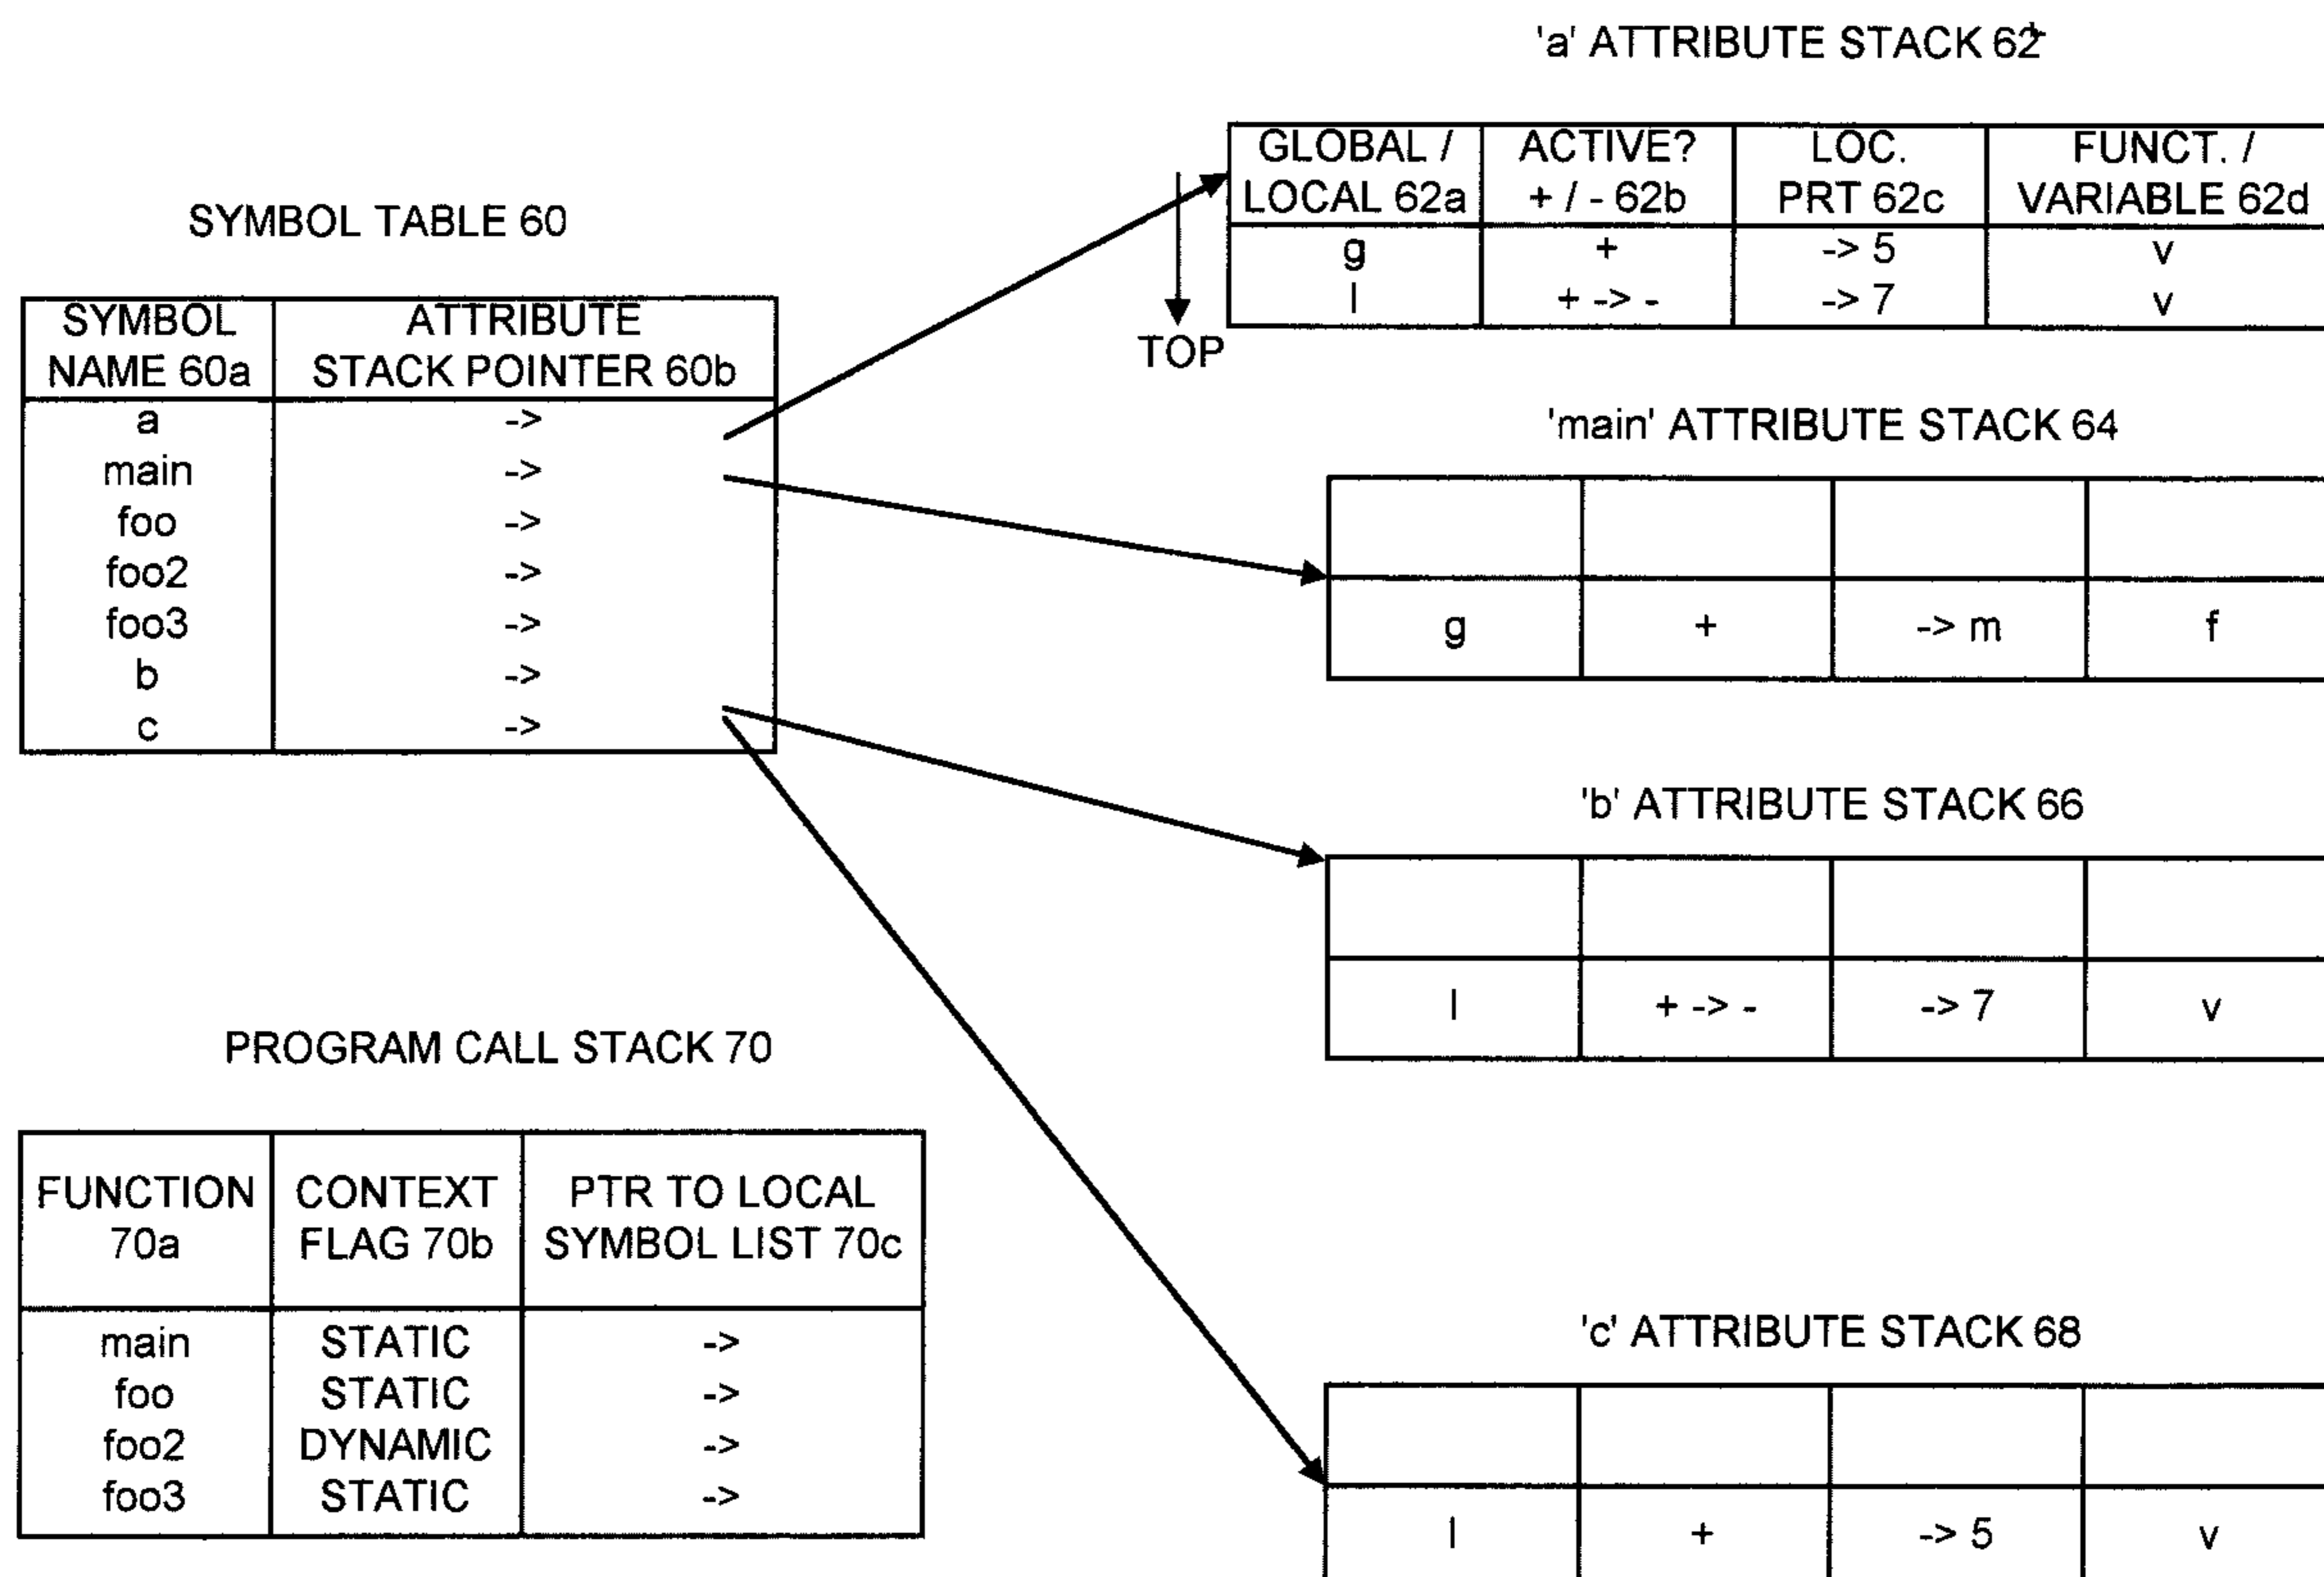 'a' ATTRIBUTE STACK 62
GLOBAL / LOCAL 62a ACTIVE? + / - 62b LOC. PRT 62c FUNCT. / VARIABLE 62d
g + -> 5 v
l + -> - -> 7 v
TOP
SYMBOL TABLE 60
SYMBOL NAME 60a ATTRIBUTE STACK POINTER 60b
a ->
main ->
foo ->
foo2 ->
foo3 ->
b ->
c ->
'main' ATTRIBUTE STACK 64
g + -> m f
'b' ATTRIBUTE STACK 66
l + -> - -> 7 v
PROGRAM CALL STACK 70
FUNCTION 70a CONTEXT FLAG 70b PTR TO LOCAL SYMBOL LIST 70c
main STATIC ->
foo STATIC ->
foo2 DYNAMIC ->
foo3 STATIC ->
'c' ATTRIBUTE STACK 68
l + -> 5 v